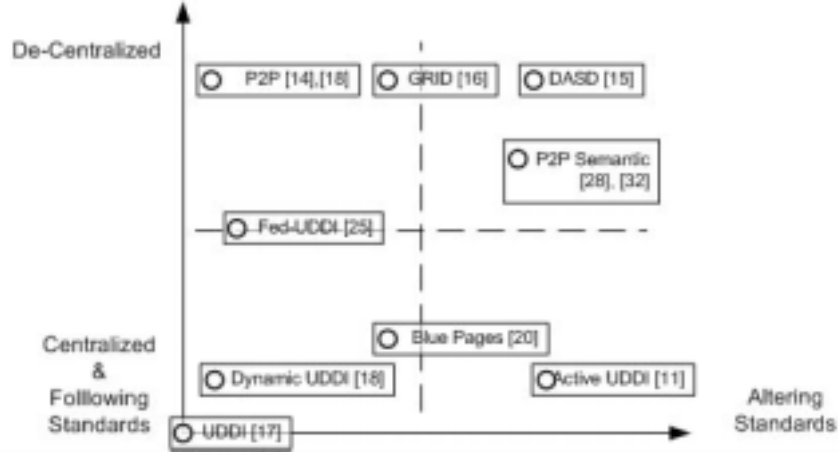 De-Centralized
P2P [14],[18]
GRID [16]
DASD [15]
P2P Semantic
[28], [32]
Fed-UDDI [25]
Blue Pages [20]
Centralized
&
Folllowing
Standards
Dynamic UDDI [18]
Active UDDI [11]
Altering
Standards
UDDI [17]